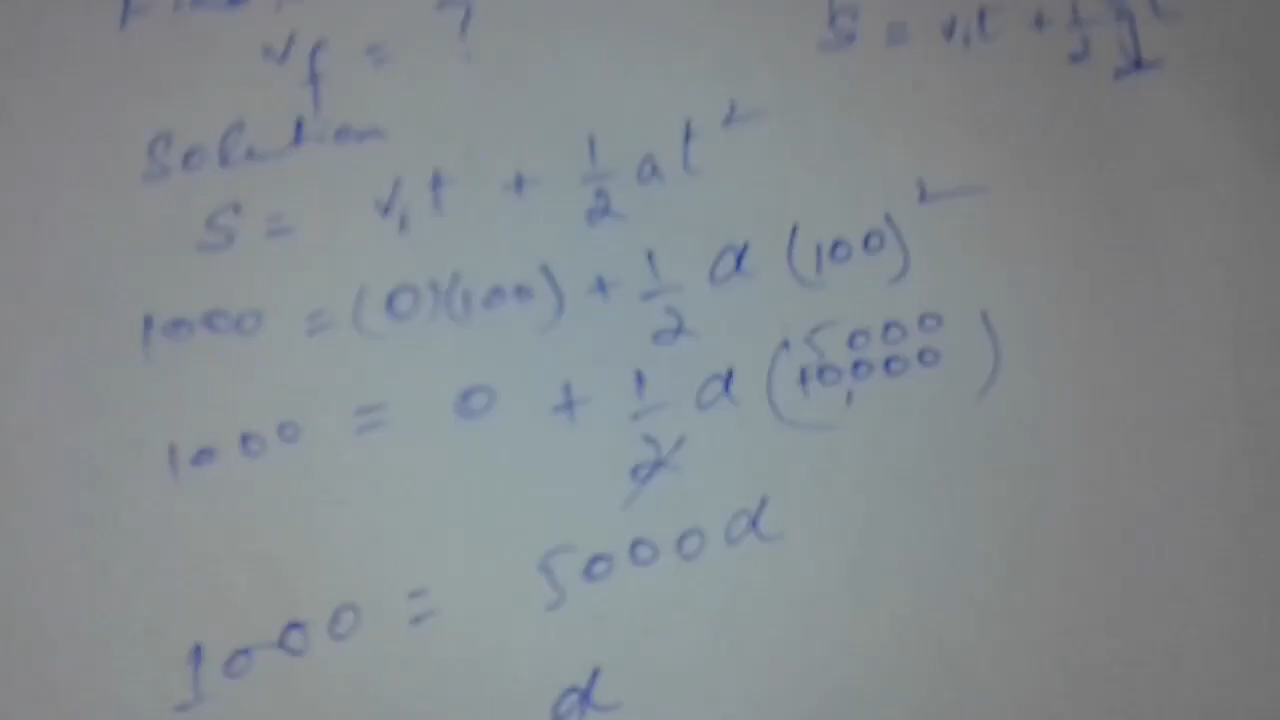 vf = ?
S = vit + 1/2 gt²
Solution
S = vit + 1/2 at²
1000 = (0)(100) + 1/2 a (100)²
1000 = 0 + 1/2 a (10,000) 5000
1000 = 5000a
a